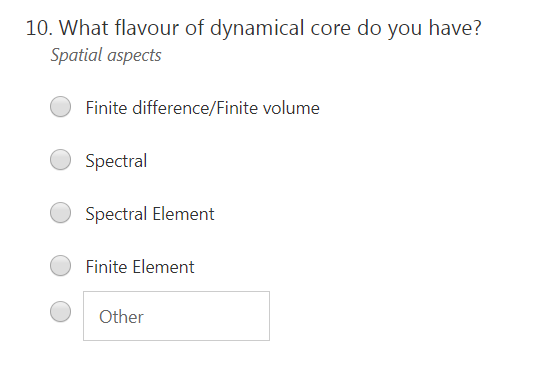 10. What flavour of dynamical core do you have?
Spatial aspects
Finite difference/Finite volume
Spectral
Spectral Element
Finite Element
Other